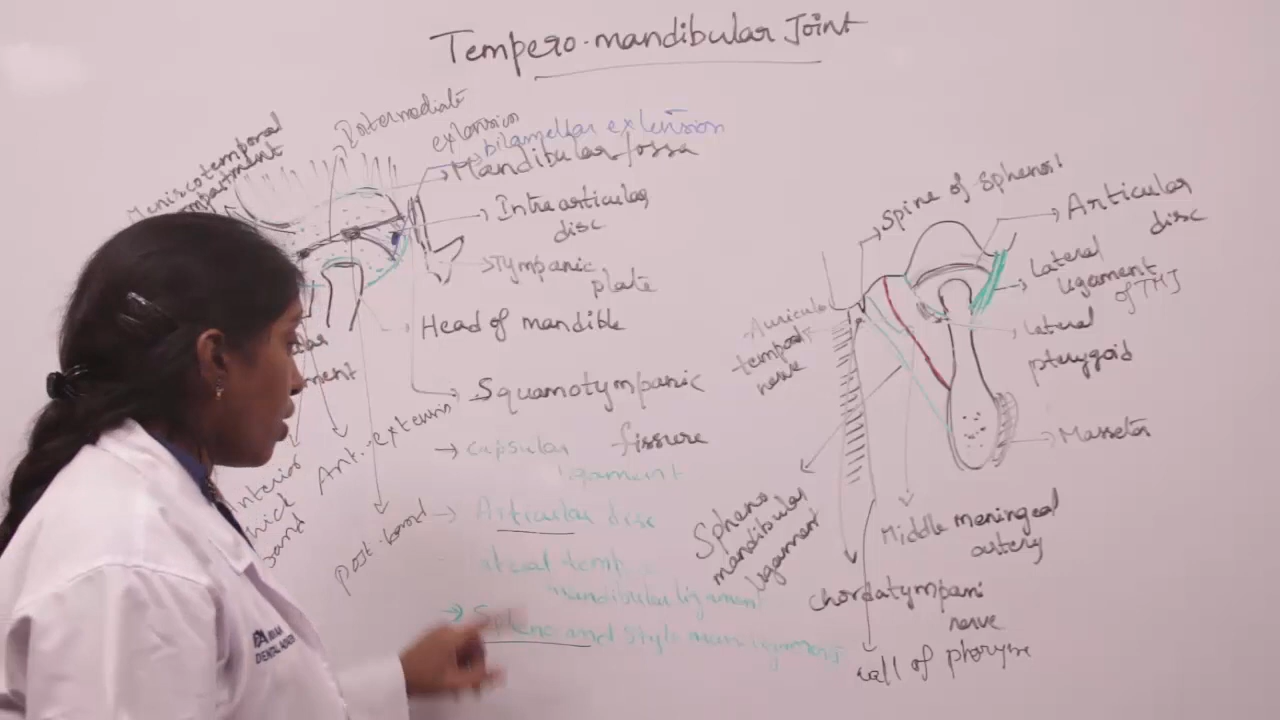 Tempero-mandibular Joint
Intermediate
extension
bilamellar extension
Meniscotemporal
compartment
Mandibular fossa
Intraarticular
disc
Tympanic
plate
Head of mandible
Squamotympanic
fissure
Ant.-extension
thick
band
post-band
→ capsular
ligament
→ Articular disc
mandibular ligament
→ Spheno and stylo man ligament
Spine of sphenoi
Articular
disc
lateral
ligament
of TMJ
lateral
pterygoid
Masseter
Auriculo
temporal
nerve
Spheno
mandibular
ligament
Middle meningeal
artery
chordatympani
nerve
wall of pharynx
DENTAL